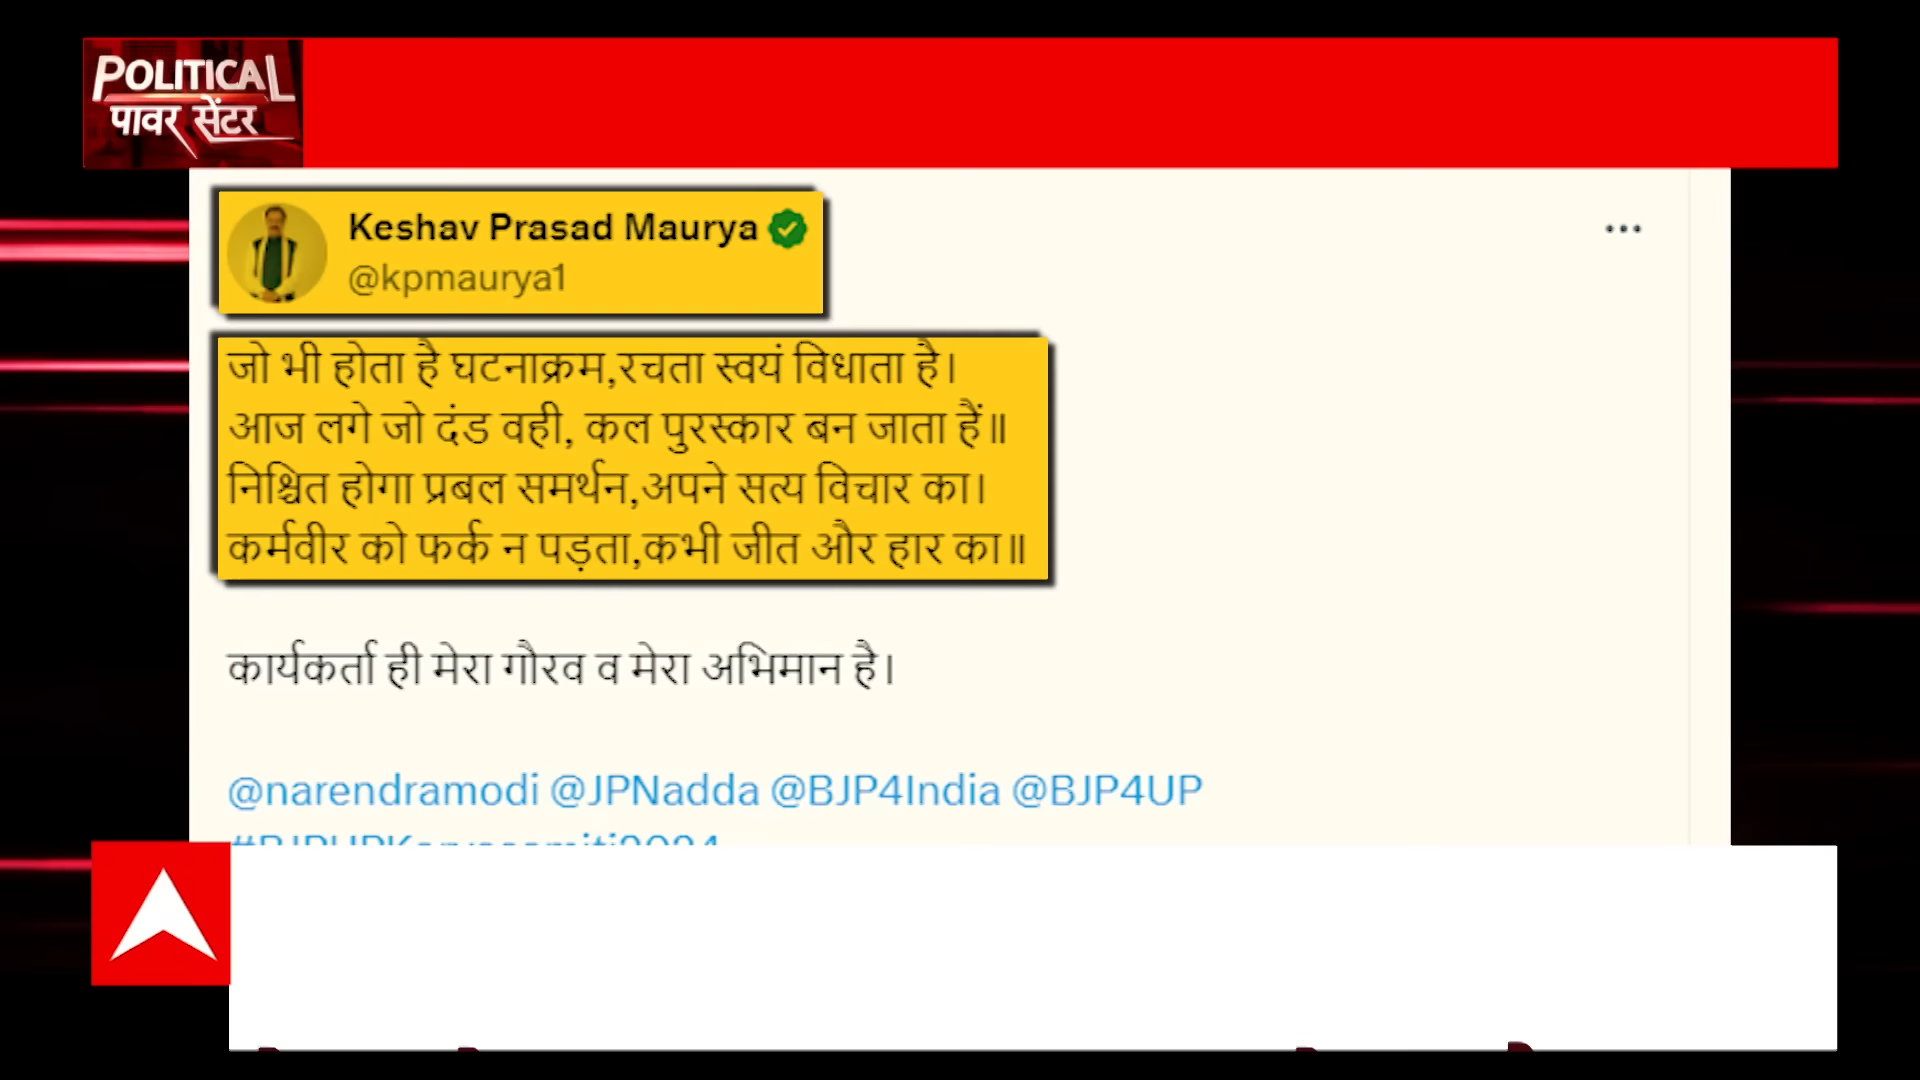 POLITICAL
पावर सेंटर
Keshav Prasad Maurya
@kpmaurya1
जो भी होता है घटनाक्रम,रचता स्वयं विधाता है।
आज लगे जो दंड वही, कल पुरस्कार बन जाता हैं॥
निश्चित होगा प्रबल समर्थन,अपने सत्य विचार का।
कर्मवीर को फर्क न पड़ता,कभी जीत और हार का॥
कार्यकर्ता ही मेरा गौरव व मेरा अभिमान है।
@narendramodi @JPNadda @BJP4India @BJP4UP